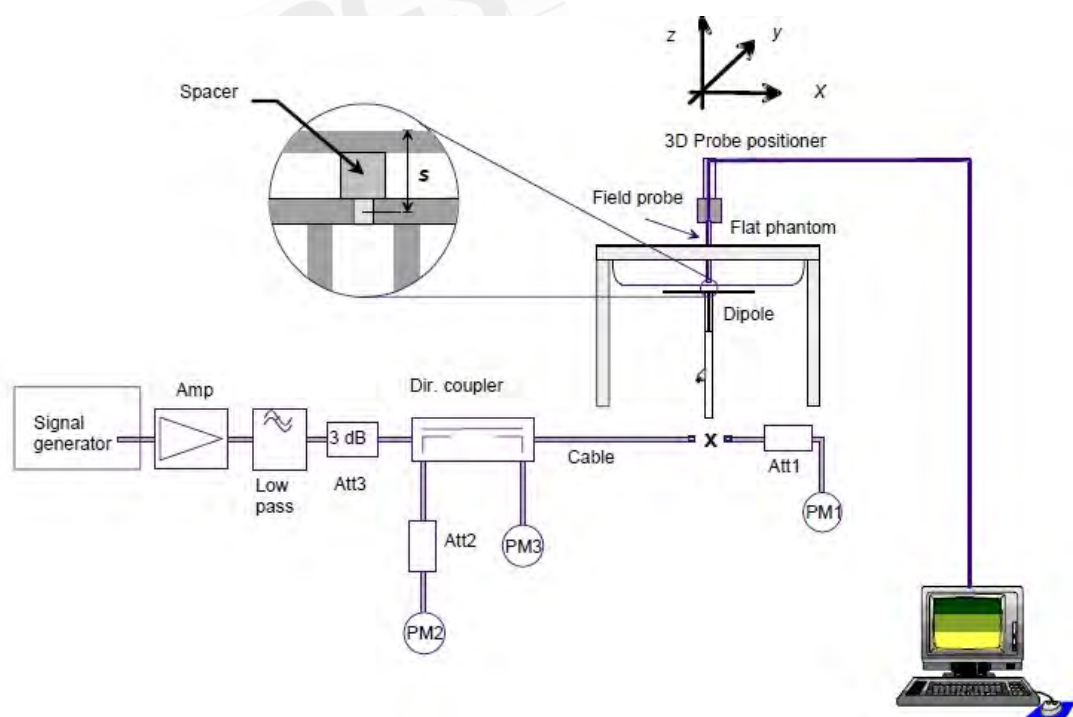 z
y
X
Spacer
s
3D Probe positioner
Field probe
Flat phantom
Dipole
Dir. coupler
Amp
Signal
generator
3 dB
X
Cable
Att1
Low
pass
Att3
PM1
Att2
PM3
PM2